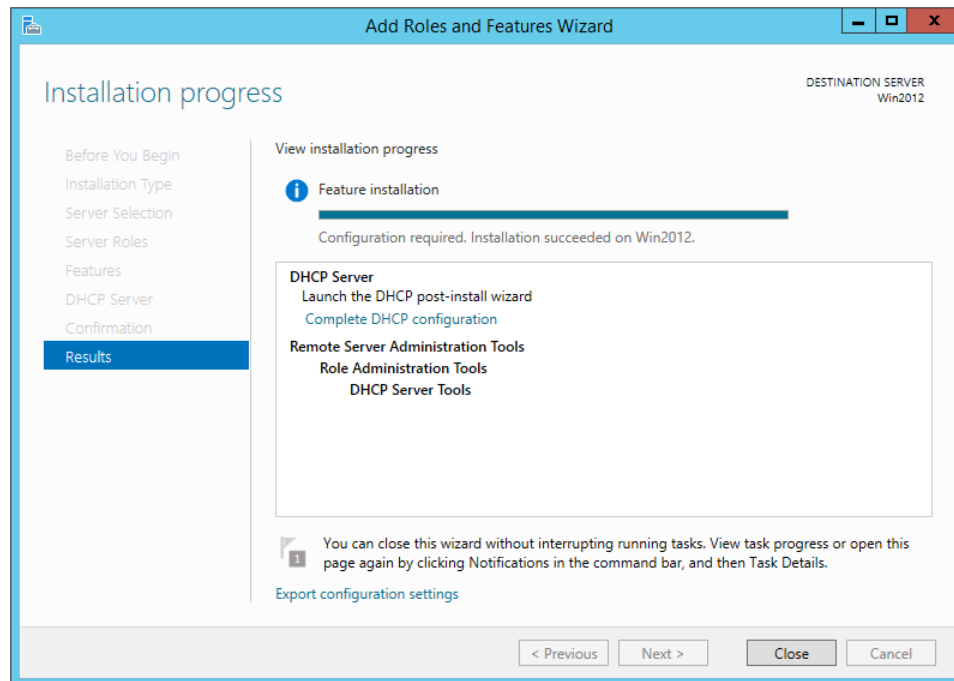 Add Roles and Features Wizard
Installation progress
DESTINATION SERVER
Win2012
Before You Begin
Installation Type
Server Selection
Server Roles
Features
DHCP Server
Confirmation
Results
View installation progress
Feature installation
Configuration required. Installation succeeded on Win2012.
DHCP Server
Launch the DHCP post-install wizard
Complete DHCP configuration
Remote Server Administration Tools
Role Administration Tools
DHCP Server Tools
1
You can close this wizard without interrupting running tasks. View task progress or open this
page again by clicking Notifications in the command bar, and then Task Details.
Export configuration settings
< Previous
Next >
Close
Cancel